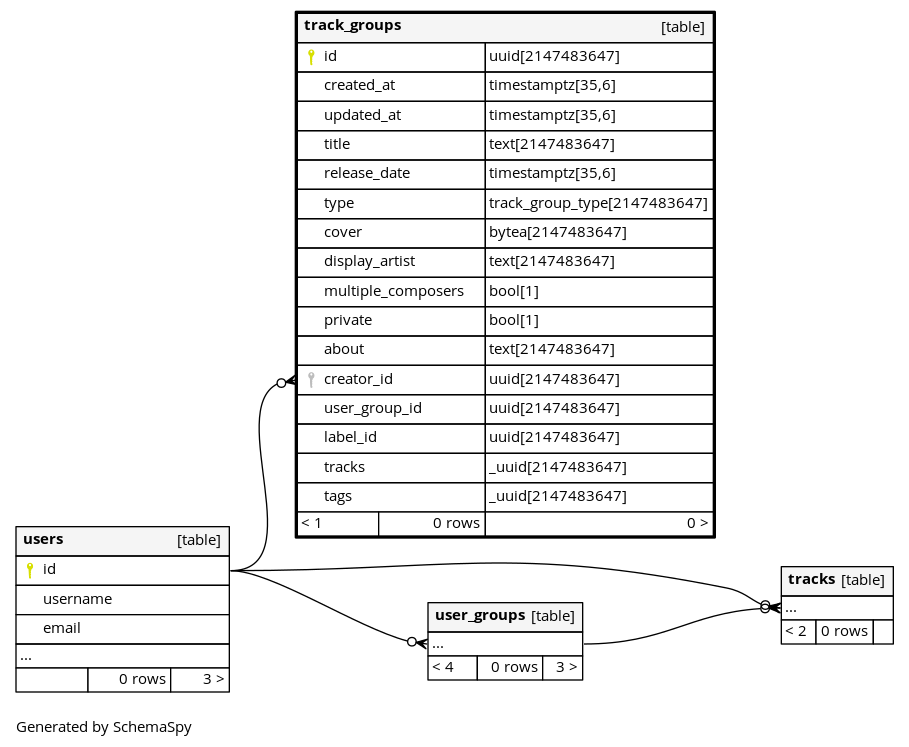 track_groups [table]
id uuid[2147483647]
created_at timestamptz[35,6]
updated_at timestamptz[35,6]
title text[2147483647]
release_date timestamptz[35,6]
type track_group_type[2147483647]
cover bytea[2147483647]
display_artist text[2147483647]
multiple_composers bool[1]
private bool[1]
about text[2147483647]
creator_id uuid[2147483647]
user_group_id uuid[2147483647]
label_id uuid[2147483647]
tracks _uuid[2147483647]
tags _uuid[2147483647]
< 1 0 rows 0 >
users [table]
id
username
email
...
0 rows 3 >
user_groups [table]
...
< 4 0 rows 3 >
tracks [table]
...
< 2 0 rows
Generated by SchemaSpy